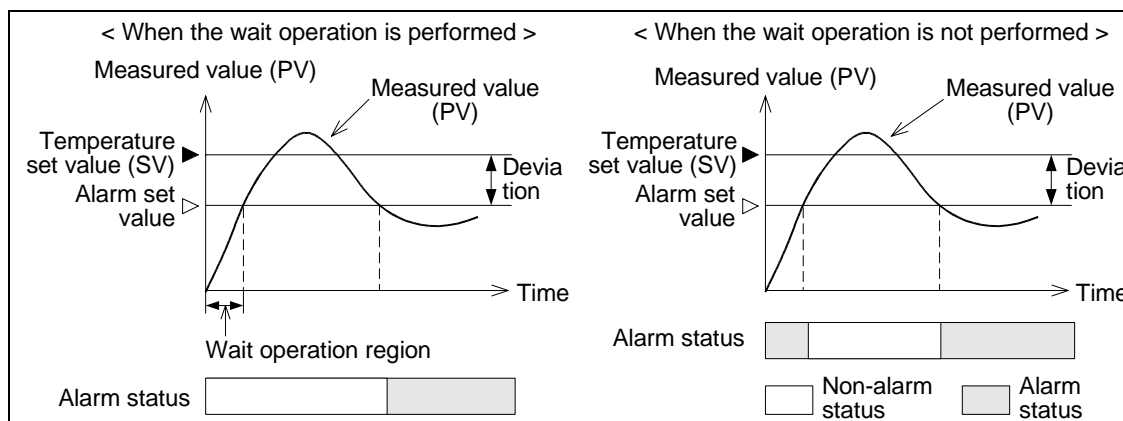 < When the wait operation is performed >
Measured value (PV)
Measured value
(PV)
Temperature
set value (SV)
Devia
tion
Alarm set
value
Time
Wait operation region
Alarm status
< When the wait operation is not performed >
Measured value (PV)
Measured value
(PV)
Temperature
set value (SV)
Devia
tion
Alarm set
value
Time
Alarm status
Non-alarm
status
Alarm
status